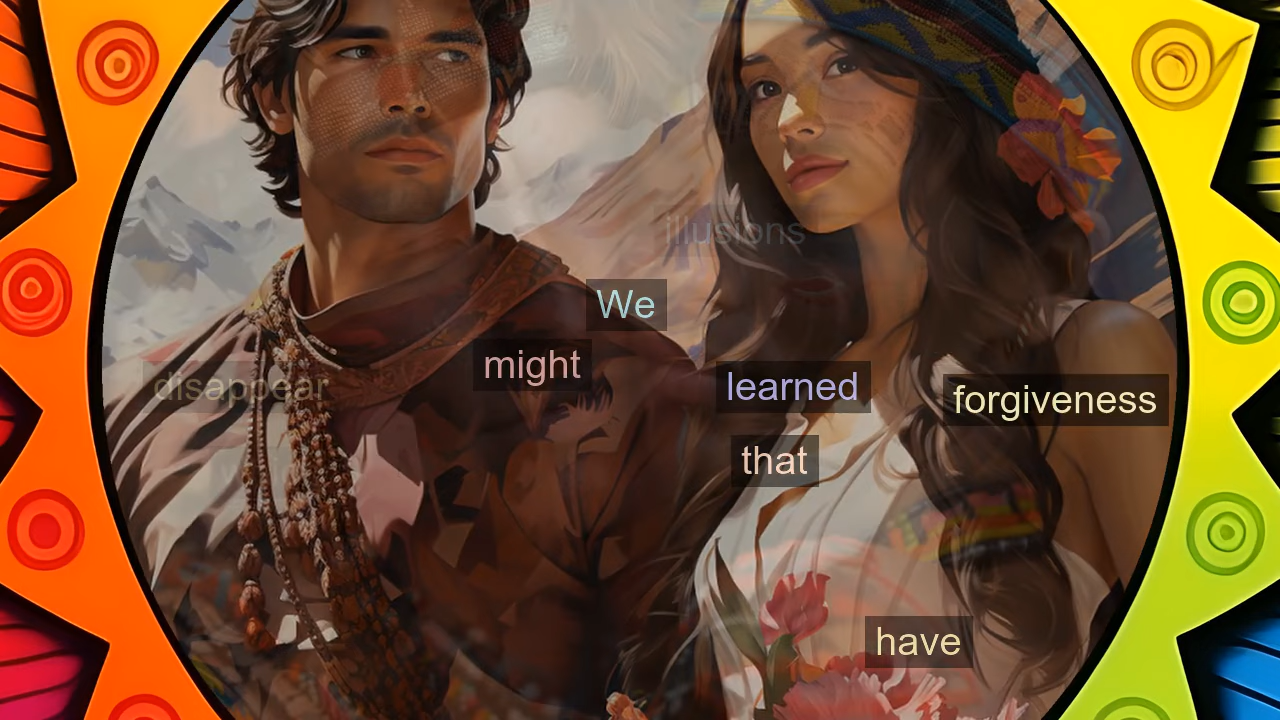 illusions
We
might
disappear
learned
forgiveness
that
have